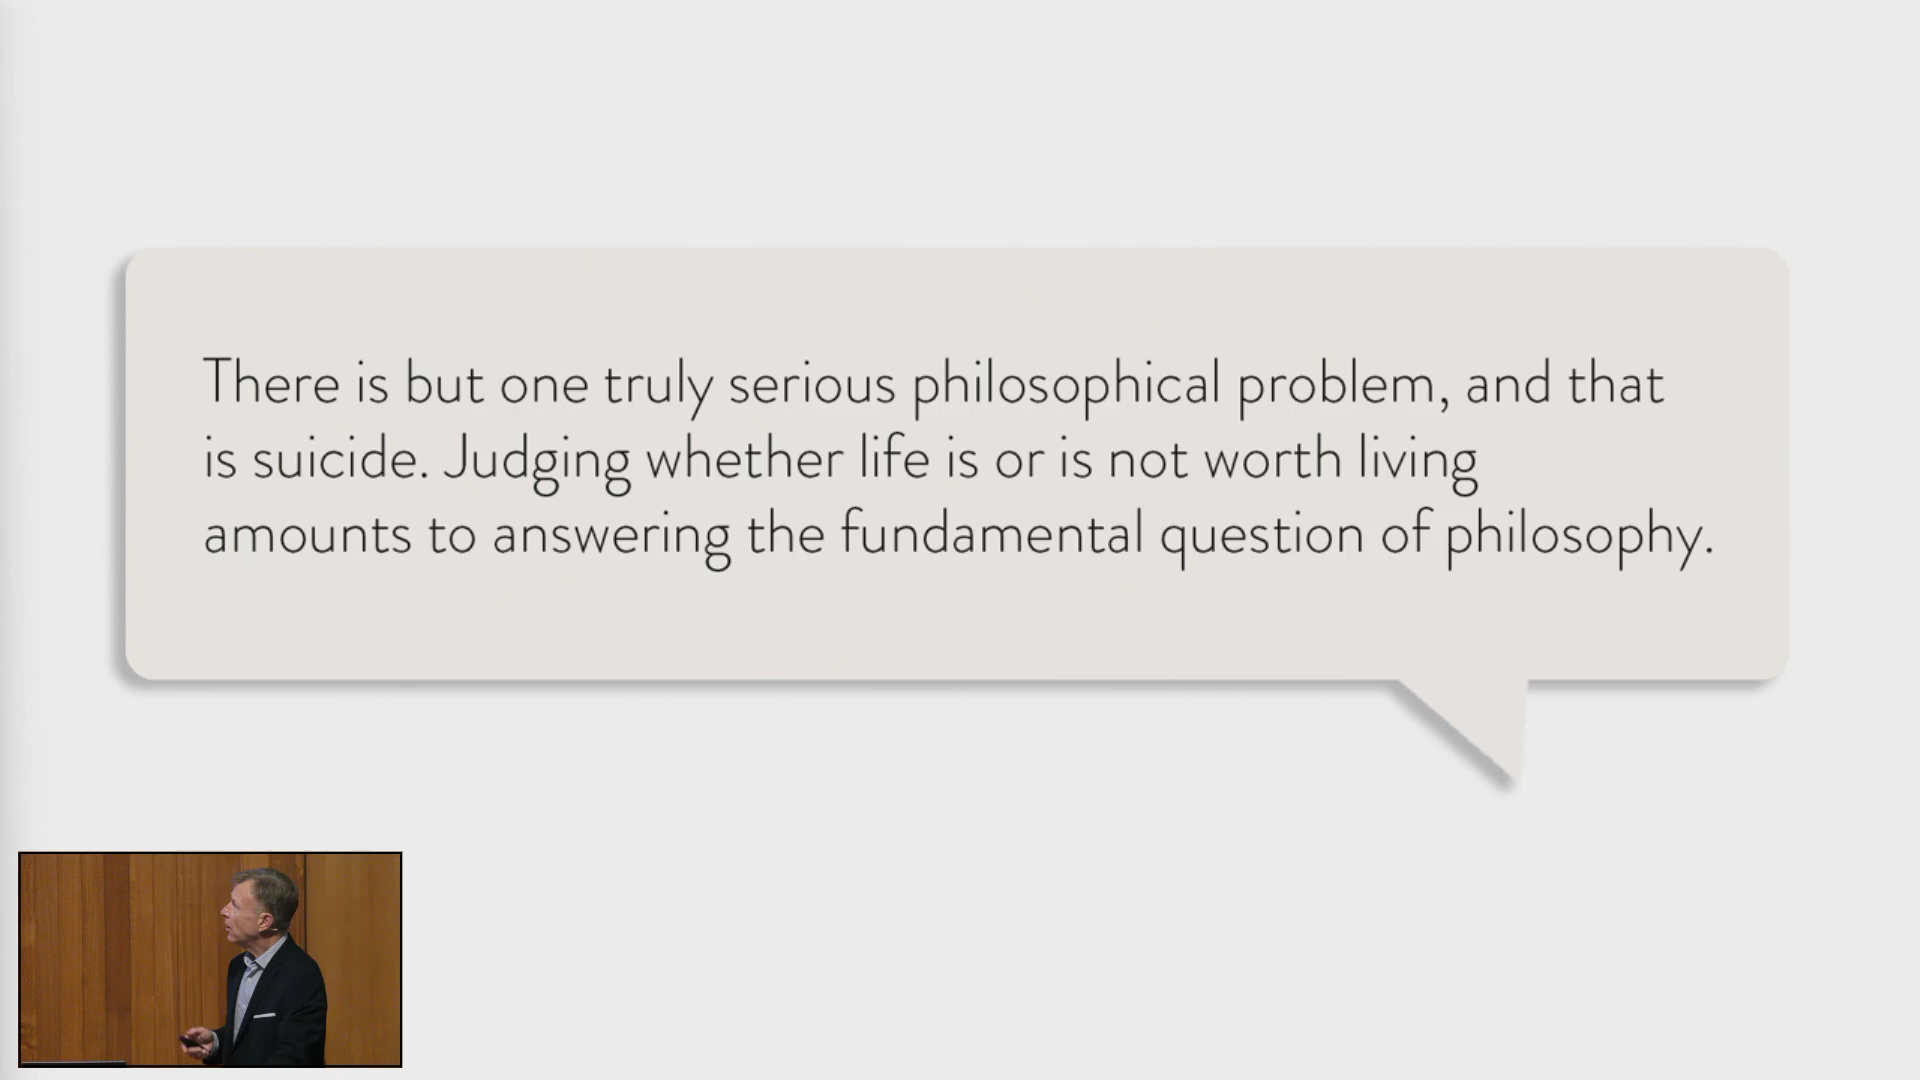 There is but one truly serious philosophical problem, and that
is suicide. Judging whether life is or is not worth living
amounts to answering the fundamental question of philosophy.